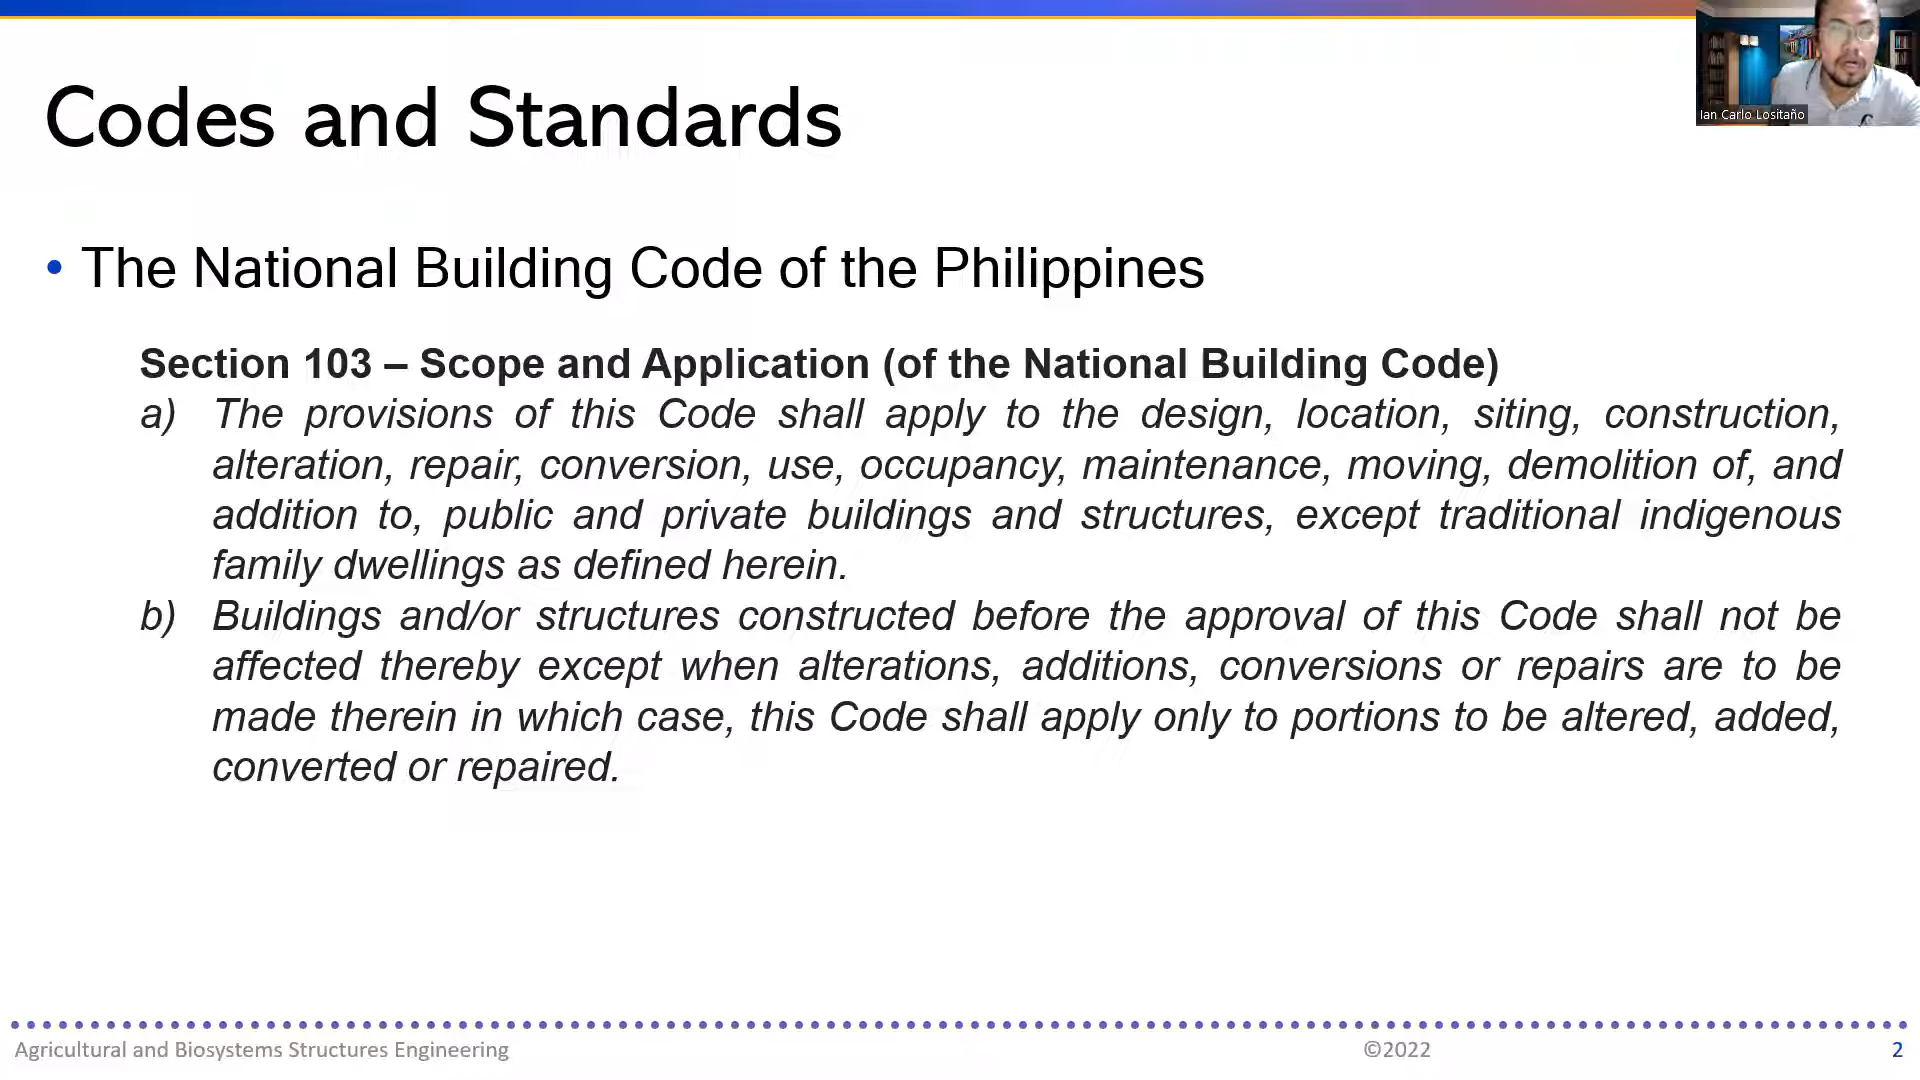 Ian Carlo Lositaño
Codes and Standards
• The National Building Code of the Philippines
Section 103 – Scope and Application (of the National Building Code)
a) The provisions of this Code shall apply to the design, location, siting, construction,
alteration, repair, conversion, use, occupancy, maintenance, moving, demolition of, and
addition to, public and private buildings and structures, except traditional indigenous
family dwellings as defined herein.
b) Buildings and/or structures constructed before the approval of this Code shall not be
affected thereby except when alterations, additions, conversions or repairs are to be
made therein in which case, this Code shall apply only to portions to be altered, added,
converted or repaired.
Agricultural and Biosystems Structures Engineering ©2022 2